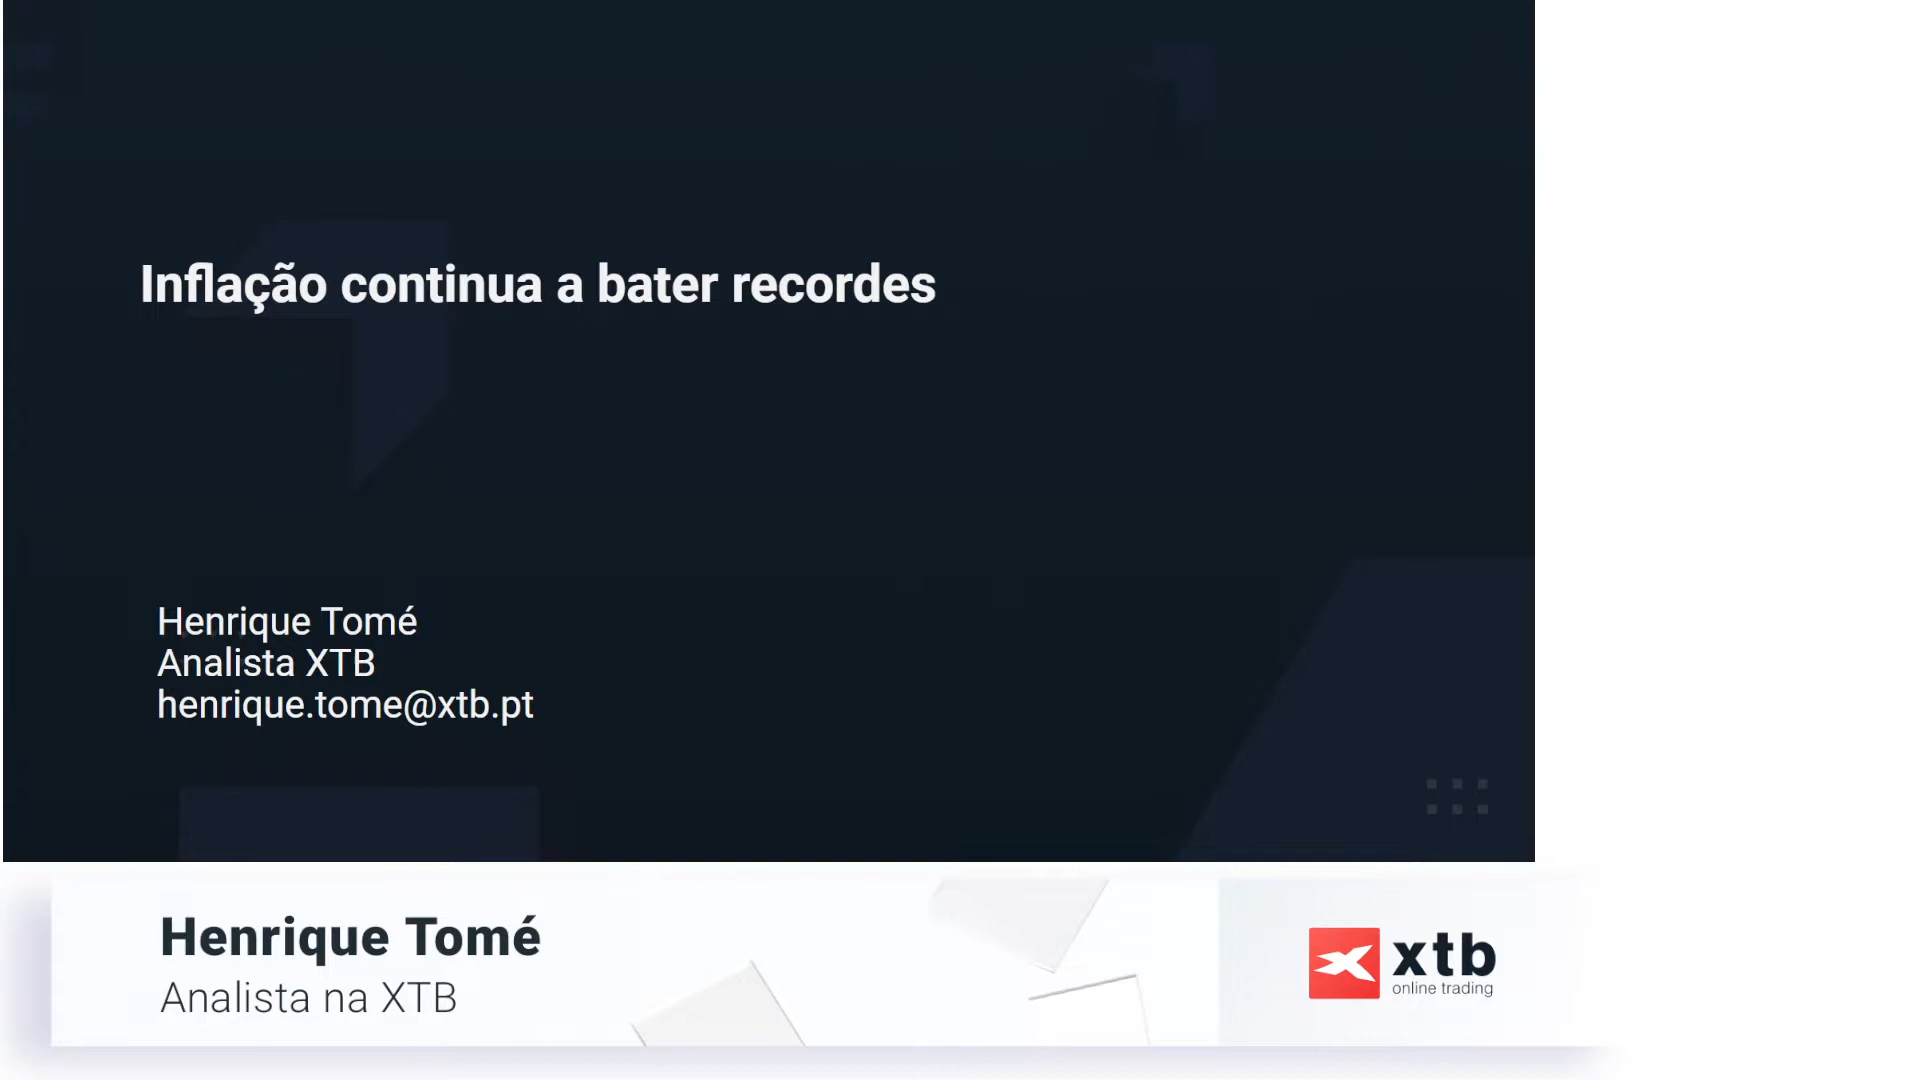 Inflação continua a bater recordes
Henrique Tomé
Analista XTB
henrique.tome@xtb.pt
Henrique Tomé
Analista na XTB
xtb
online trading